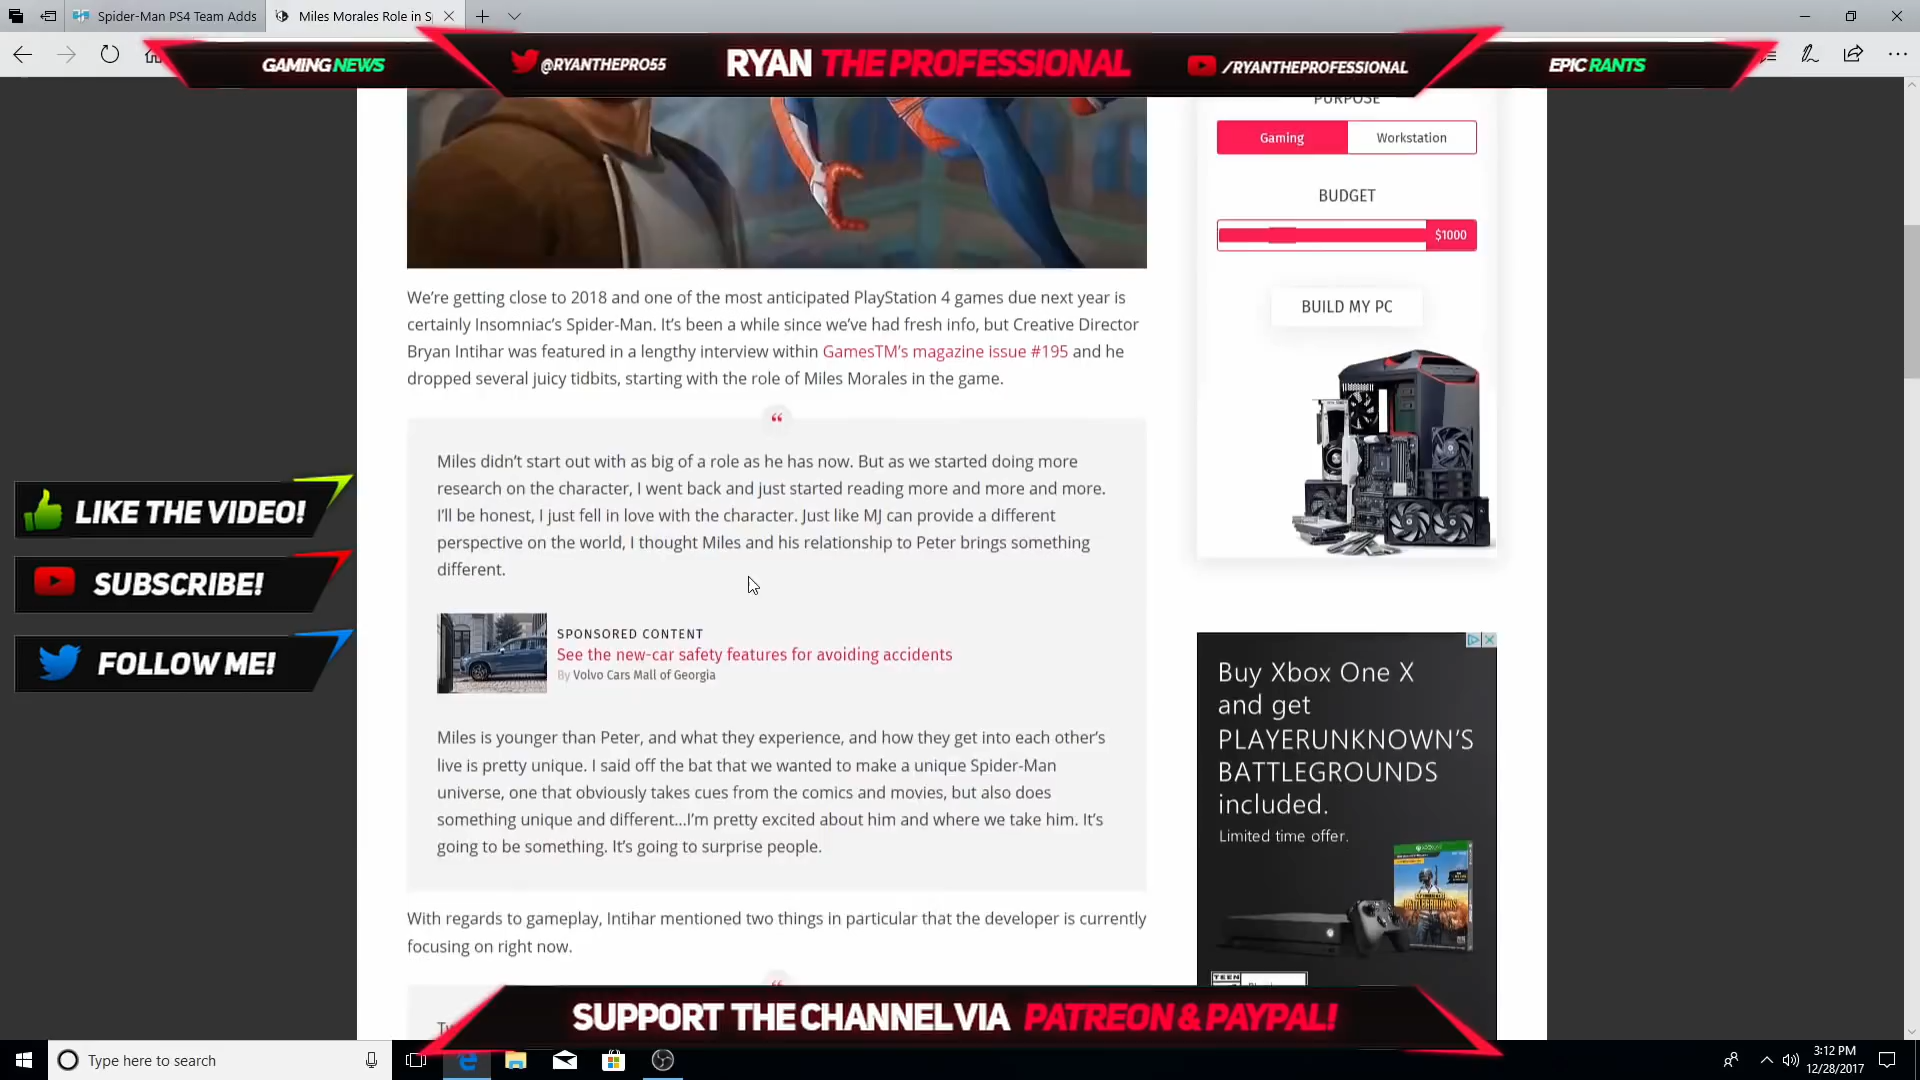 Spider-Man PS4 Team Adds
Miles Morales Role in S
GAMING NEWS
@RYANTHEPRO55
RYAN THE PROFESSIONAL
/RYANTHEPROFESSIONAL
EPIC RANTS
PURPOSE
Gaming
Workstation
BUDGET
$1000
BUILD MY PC
We’re getting close to 2018 and one of the most anticipated PlayStation 4 games due next year is
certainly Insomniac’s Spider-Man. It’s been a while since we’ve had fresh info, but Creative Director
Bryan Intihar was featured in a lengthy interview within GamesTM’s magazine issue #195 and he
dropped several juicy tidbits, starting with the role of Miles Morales in the game.
“
Miles didn’t start out with as big of a role as he has now. But as we started doing more
research on the character, I went back and just started reading more and more and more.
I’ll be honest, I just fell in love with the character. Just like MJ can provide a different
perspective on the world, I thought Miles and his relationship to Peter brings something
different.
SPONSORED CONTENT
See the new-car safety features for avoiding accidents
By Volvo Cars Mall of Georgia
Miles is younger than Peter, and what they experience, and how they get into each other’s
live is pretty unique. I said off the bat that we wanted to make a unique Spider-Man
universe, one that obviously takes cues from the comics and movies, but also does
something unique and different…I’m pretty excited about him and where we take him. It’s
going to be something. It’s going to surprise people.
With regards to gameplay, Intihar mentioned two things in particular that the developer is currently
focusing on right now.
LIKE THE VIDEO!
SUBSCRIBE!
FOLLOW ME!
Buy Xbox One X
and get
PLAYERUNKNOWN’S
BATTLEGROUNDS
included.
Limited time offer.
TEEN
SUPPORT THE CHANNEL VIA PATREON & PAYPAL!
Type here to search
3:12 PM
12/28/2017